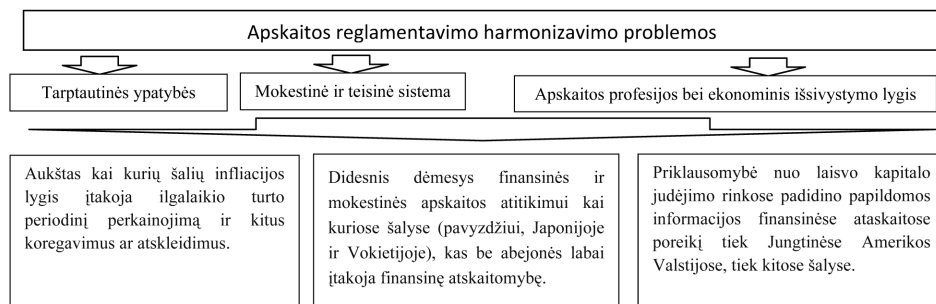 Apskaitos reglamentavimo harmonizavimo problemos
Tarptautinės ypatybės
Mokestinė ir teisinė sistema
Apskaitos profesijos bei ekonominis išsivystymo lygis
Aukštas kai kurių šalių infliacijos
lygis įtakoja ilgalaikio turto
periodinį perkainojimą ir kitus
koregavimus ar atskleidimus.
Didesnis dėmesys finansinės ir
mokestinės apskaitos atitikimui kai
kuriose šalyse (pavyzdžiui, Japonijoje
ir Vokietijoje), kas be abejonės labai
įtakoja finansinę atskaitomybę.
Priklausomybė nuo laisvo kapitalo
judėjimo rinkose padidino papildomos
informacijos finansinėse ataskaitose
poreikį tiek Jungtinėse Amerikos
Valstijose, tiek kitose šalyse.